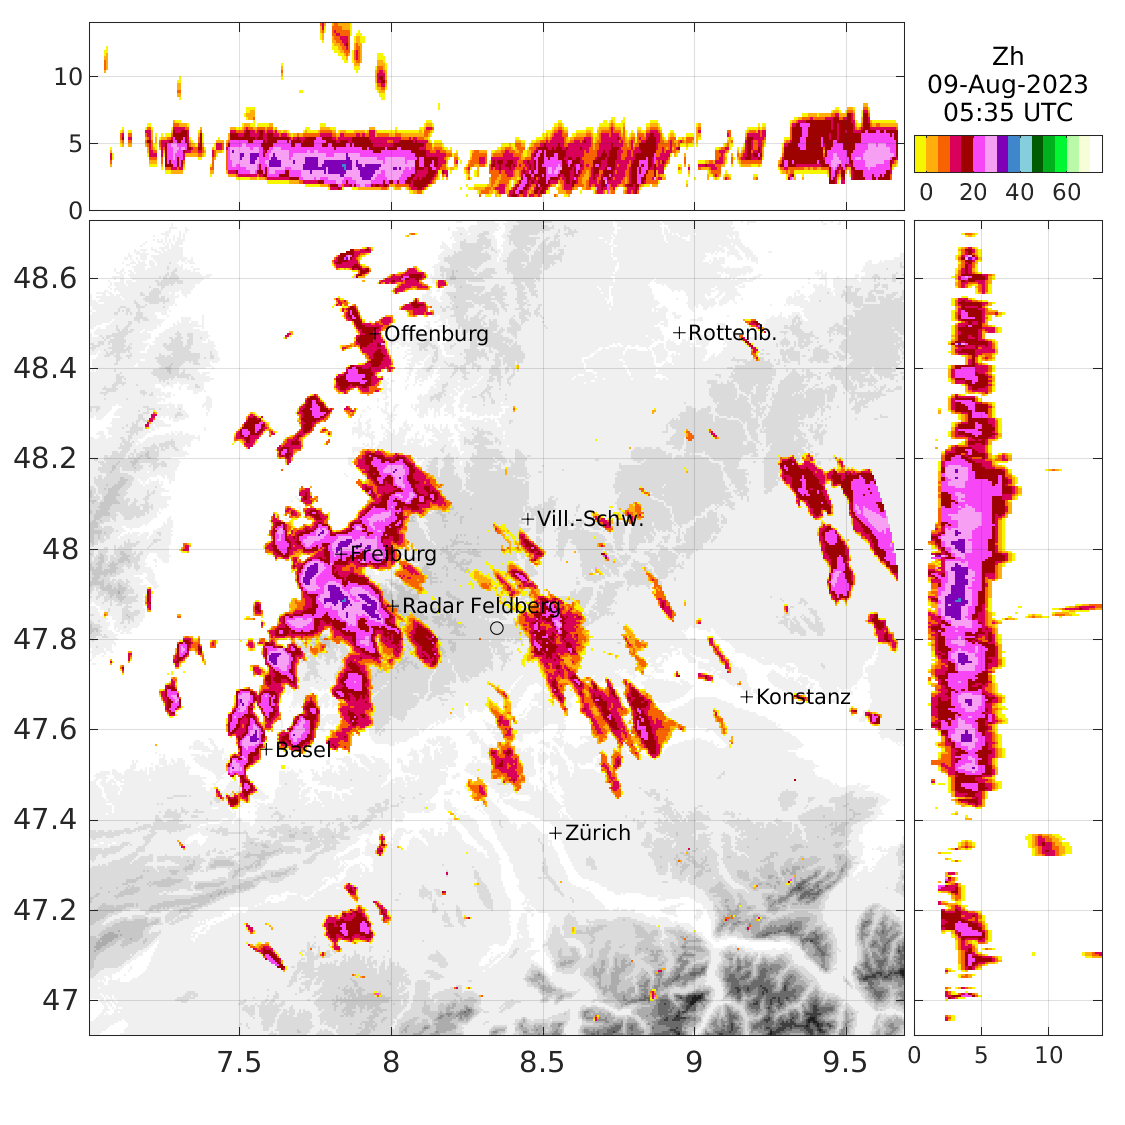 10
5
0
Zh
09-Aug-2023
05:35 UTC
0 20 40 60
48.6
48.4
48.2
48
47.8
47.6
47.4
47.2
47
+Offenburg
+Rottenb.
+Vill.-Schw.
+Freiburg
+Radar Feldberg
+Konstanz
+Basel
+Zürich
7.5 8 8.5 9 9.5
0 5 10